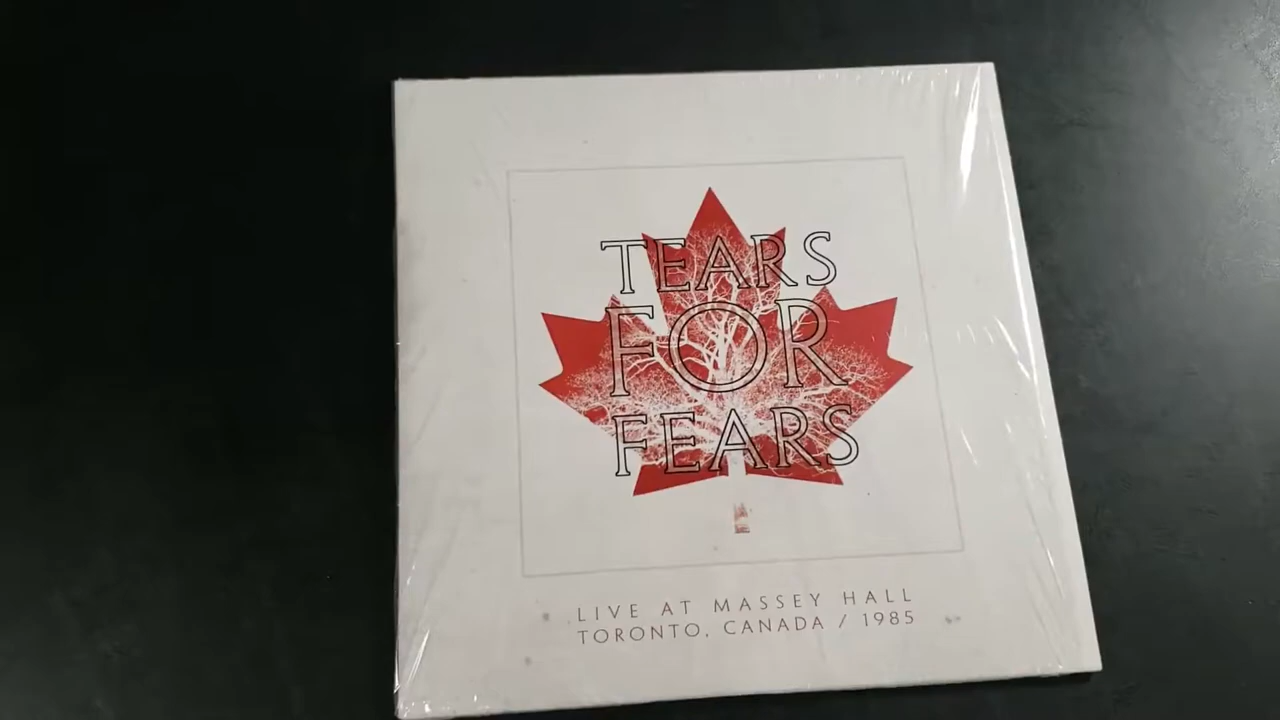 TEARS
FOR
FEARS
LIVE AT MASSEY HALL
TORONTO, CANADA / 1985